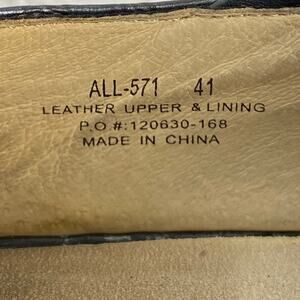 ALL-571 41
LEATHER UPPER & LINING
P.O.#:120630-168
MADE IN CHINA